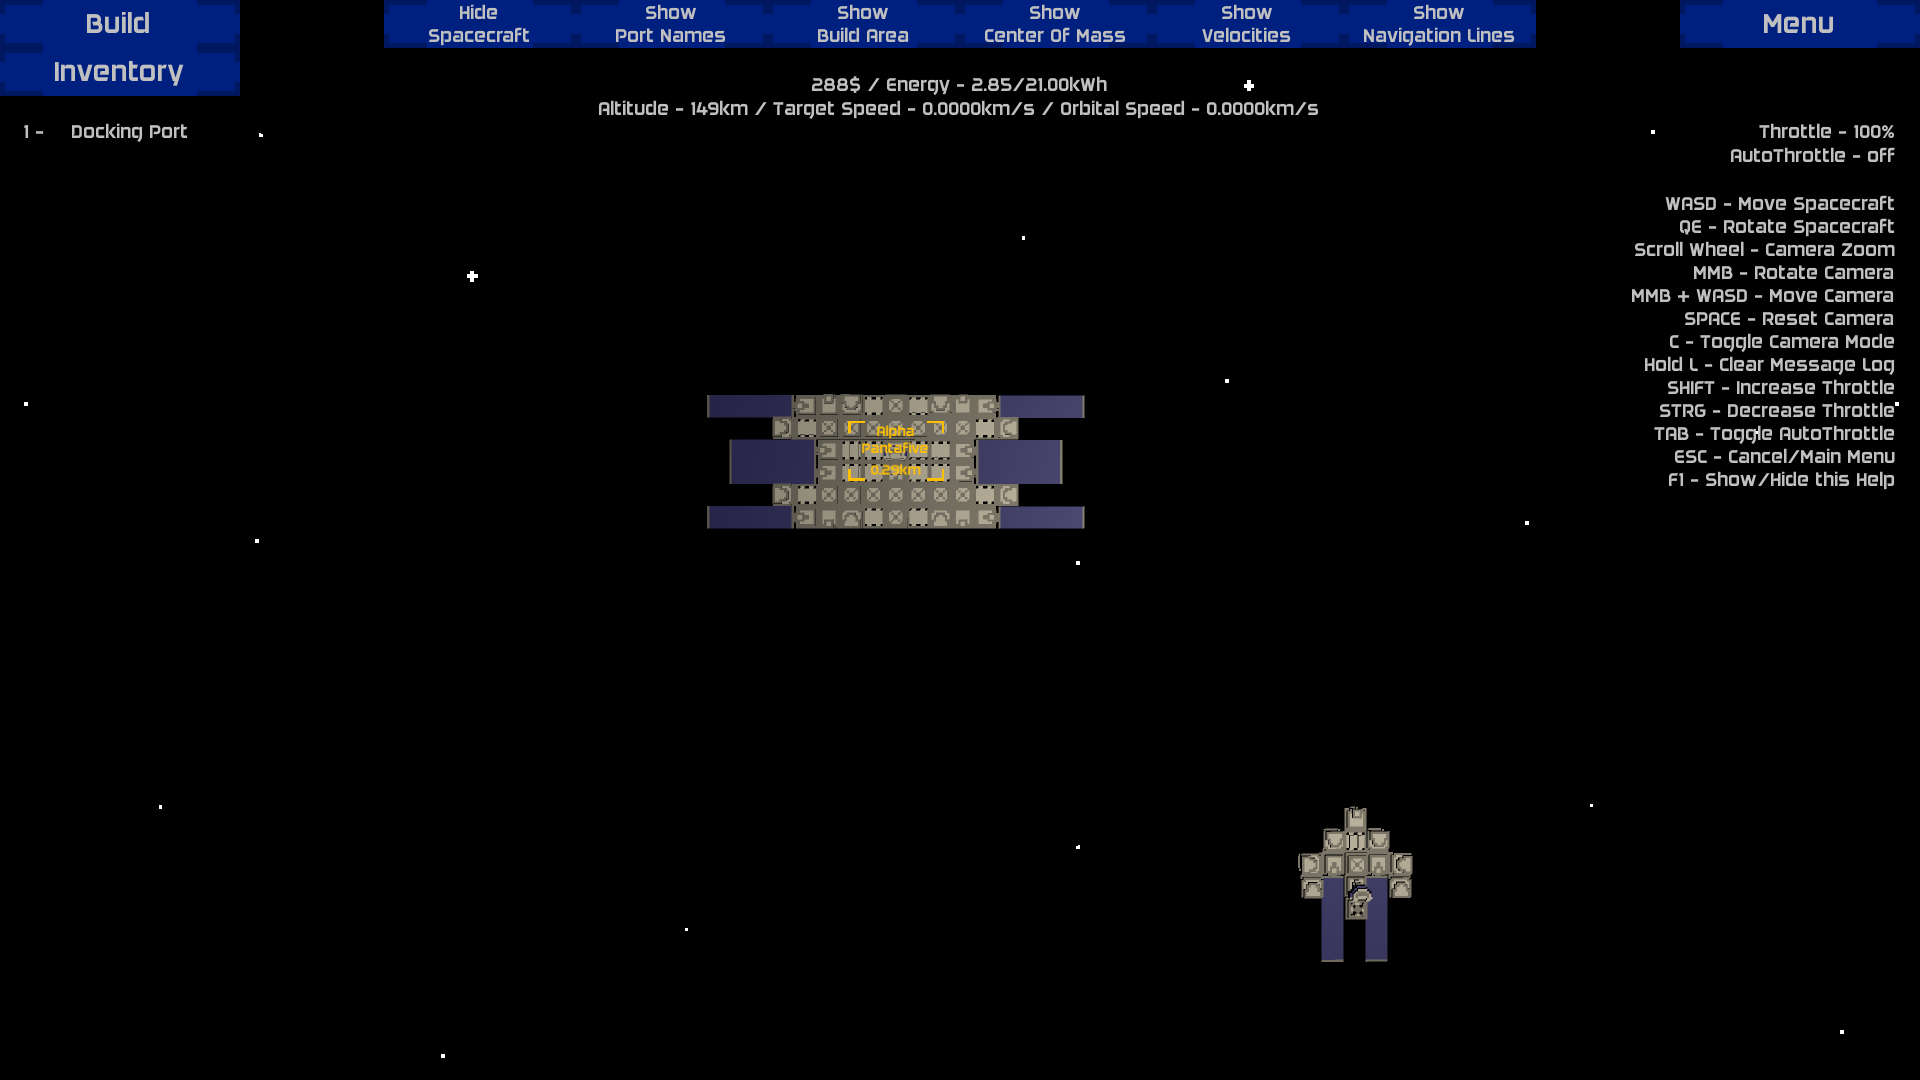 Build
Inventory
Hide
Spacecraft
Show
Port Names
Show
Build Area
Show
Center Of Mass
Show
Velocities
Show
Navigation Lines
Menu
288$ / Energy - 2.85/21.00kWh
Altitude - 149km / Target Speed - 0.0000km/s / Orbital Speed - 0.0000km/s
1 - Docking Port
Throttle - 100%
AutoThrottle - off
WASD - Move Spacecraft
QE - Rotate Spacecraft
Scroll Wheel - Camera Zoom
MMB - Rotate Camera
MMB + WASD - Move Camera
SPACE - Reset Camera
C - Toggle Camera Mode
Hold L - Clear Message Log
SHIFT - Increase Throttle
STRG - Decrease Throttle
TAB - Toggle AutoThrottle
ESC - Cancel/Main Menu
F1 - Show/Hide this Help
Alpha
Pantafive
0.29km